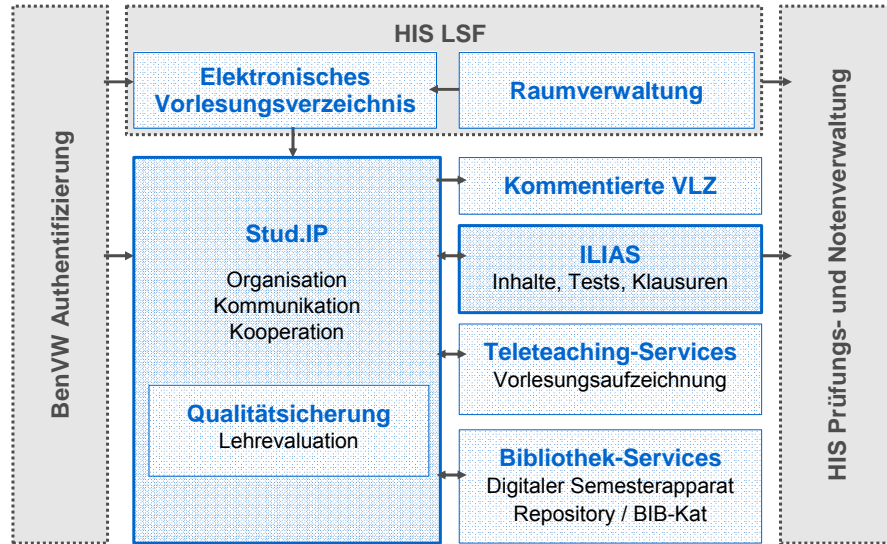 HIS LSF
Elektronisches
Vorlesungsverzeichnis
Raumverwaltung
BenVW Authentifizierung
Stud.IP
Organisation
Kommunikation
Kooperation
Qualitätsicherung
Lehrevaluation
Kommentierte VLZ
ILIAS
Inhalte, Tests, Klausuren
Teleteaching-Services
Vorlesungsaufzeichnung
Bibliothek-Services
Digitaler Semesterapparat
Repository / BIB-Kat
HIS Prüfungs- und Notenverwaltung